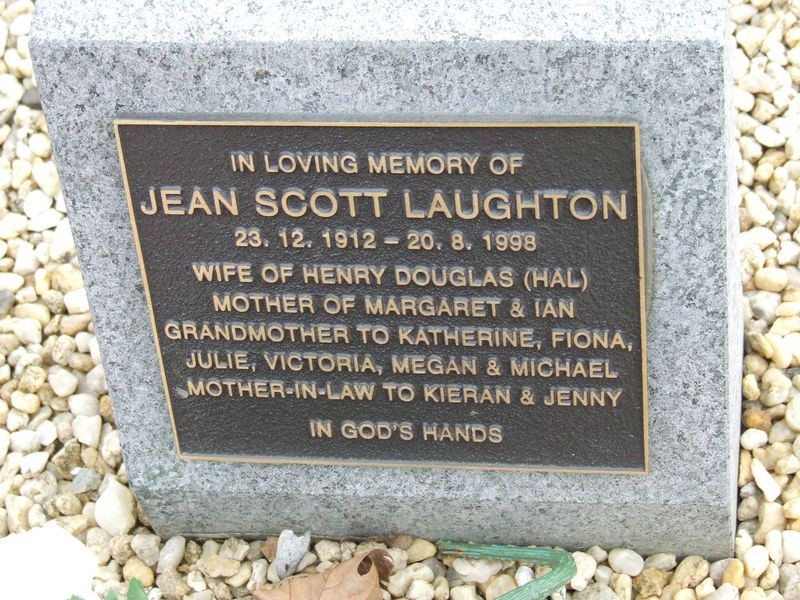 IN LOVING MEMORY OF
JEAN SCOTT LAUGHTON
23. 12. 1912 – 20. 8. 1998
WIFE OF HENRY DOUGLAS (HAL)
MOTHER OF MARGARET & IAN
GRANDMOTHER TO KATHERINE, FIONA,
JULIE, VICTORIA, MEGAN & MICHAEL
MOTHER-IN-LAW TO KIERAN & JENNY
IN GOD'S HANDS